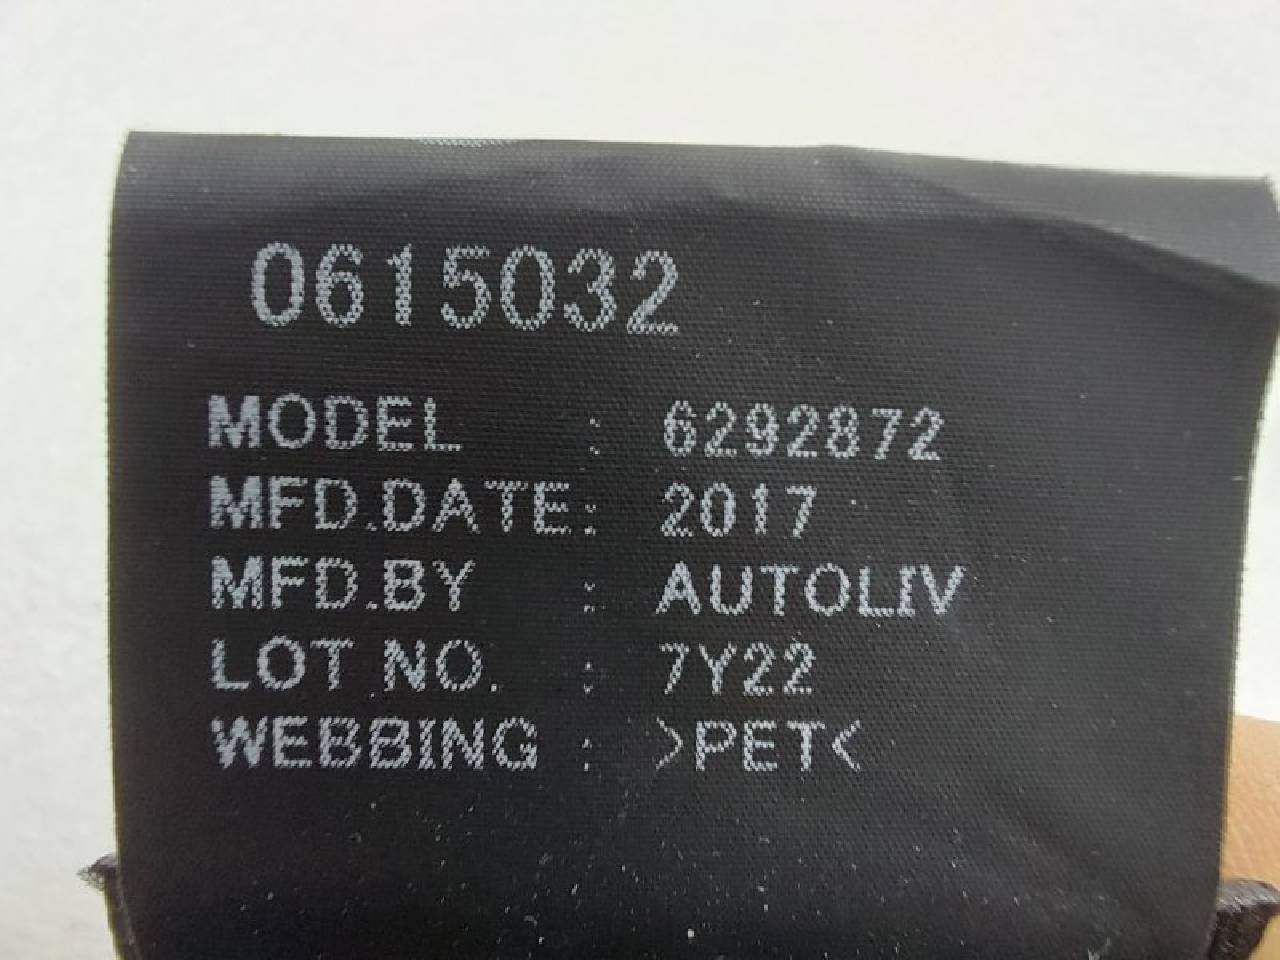 0615032
MODEL : 6292872
MFD.DATE: 2017
MFD.BY : AUTOLIV
LOT NO. : 7Y22
WEBBING : >PET<